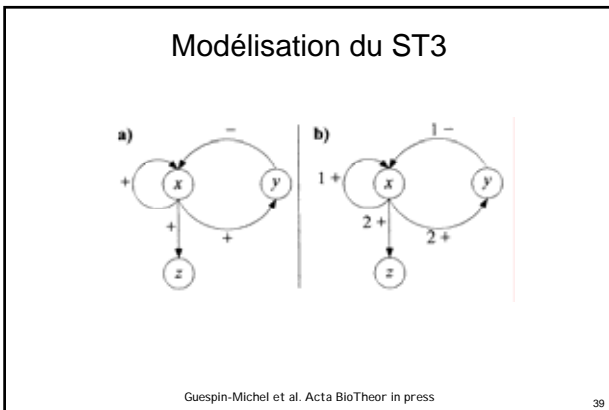 Modélisation du ST3
a)
−
+
x
y
+
+
z
b)
1 −
1 +
x
y
2 +
2 +
z
Guespin-Michel et al. Acta BioTheor in press
39